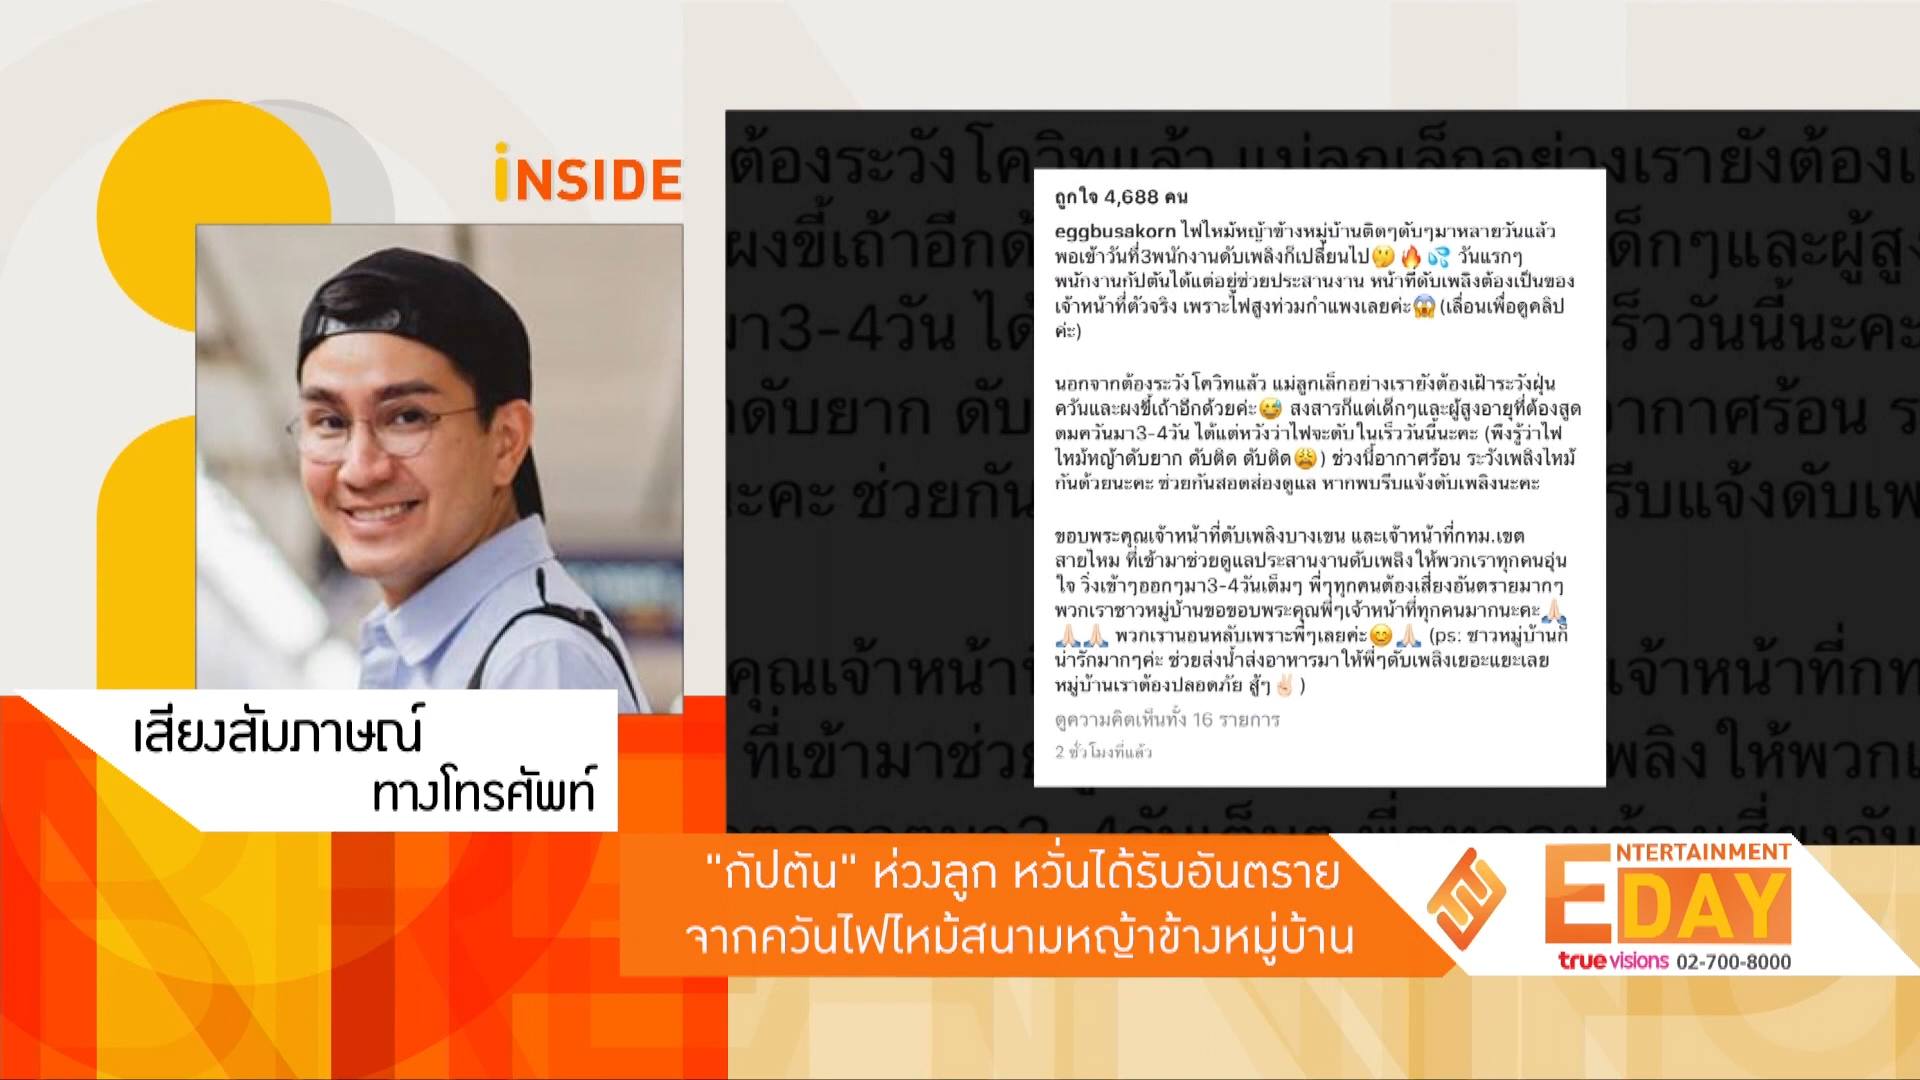 iNSIDE
เสียงสัมภาษณ์
ทางโทรศัพท์
ถูกใจ 4,688 คน
eggbusakorn ไฟไหม้หญ้าข้างหมู่บ้านติดๆดับๆมาหลายวันแล้ว
พอเข้าวันที่3พนักงานดับเพลิงก็เปลี่ยนไป🤔🔥💦 วันแรกๆ
พนักงานกัปตันได้แต่อยู่ช่วยประสานงาน หน้าที่ดับเพลิงต้องเป็นของ
เจ้าหน้าที่ตัวจริง เพราะไฟสูงท่วมกำแพงเลยค่ะ😱(เลื่อนเพื่อดูคลิป
ค่ะ)
นอกจากต้องระวังโควิทแล้ว แม่ลูกเล็กอย่างเรายังต้องเฝ้าระวังฝุ่น
ควันและผงขี้เถ้าอีกด้วยค่ะ😅 สงสารก็แต่เด็กๆและผู้สูงอายุที่ต้องสูด
ดมควันมา3-4วัน ได้แต่หวังว่าไฟจะดับในเร็ววันนี้นะคะ (พึ่งรู้ว่าไฟ
ไหม้หญ้าดับยาก ดับติด ดับติด😩) ช่วงนี้อากาศร้อน ระวังเพลิงไหม้
กันด้วยนะคะ ช่วยกันสอดส่องดูแล หากพบรีบแจ้งดับเพลิงนะคะ
ขอบพระคุณเจ้าหน้าที่ดับเพลิงบางเขน และเจ้าหน้าที่กทม.เขต
สายไหม ที่เข้ามาช่วยดูแลประสานงานดับเพลิงให้พวกเราทุกคนอุ่น
ใจ วิ่งเข้าๆออกๆมา3-4วันเต็มๆ พี่ๆทุกคนต้องเสี่ยงอันตรายมากๆ
พวกเราชาวหมู่บ้านขอขอบพระคุณพี่ๆเจ้าหน้าที่ทุกคนมากนะคะ🙏🏻
🙏🏻🙏🏻 พวกเรานอนหลับเพราะพี่ๆเลยค่ะ😊🙏🏻 (ps: ชาวหมู่บ้านก็
น่ารักมากๆค่ะ ช่วยส่งน้ำส่งอาหารมาให้พี่ๆดับเพลิงเยอะแยะเลย
หมู่บ้านเราต้องปลอดภัย สู้ๆ✌🏻)
ดูความคิดเห็นทั้ง 16 รายการ
2 ชั่วโมงที่แล้ว
"กัปตัน" ห่วงลูก หวั่นได้รับอันตราย
จากควันไฟไหม้สนามหญ้าข้างหมู่บ้าน
ENTERTAINMENT
DAY
truevisions 02-700-8000